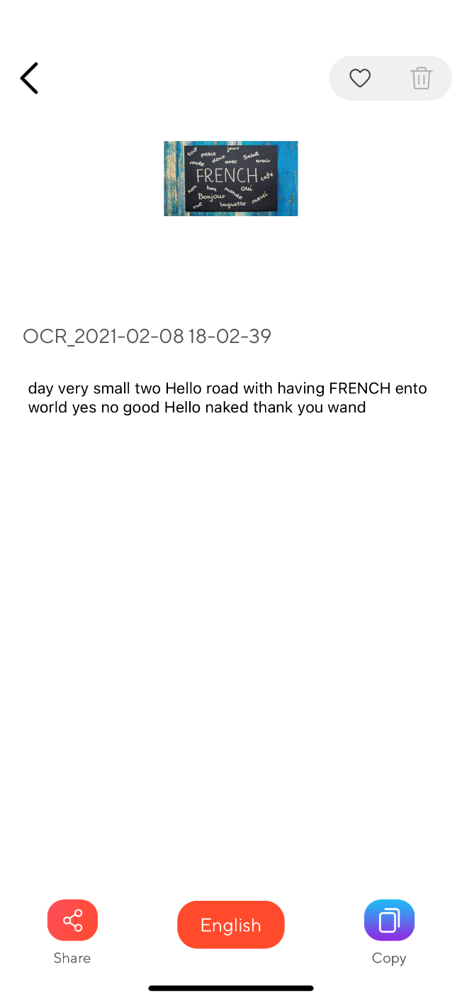 tout
petit
jour
route
deux
avec
Salut
avoir
FRENCH
café
non
bon
monde
oui
Bonjour
nuit
baguette
merci
OCR_2021-02-08 18-02-39
day very small two Hello road with having FRENCH ento
world yes no good Hello naked thank you wand
English
Share
Copy